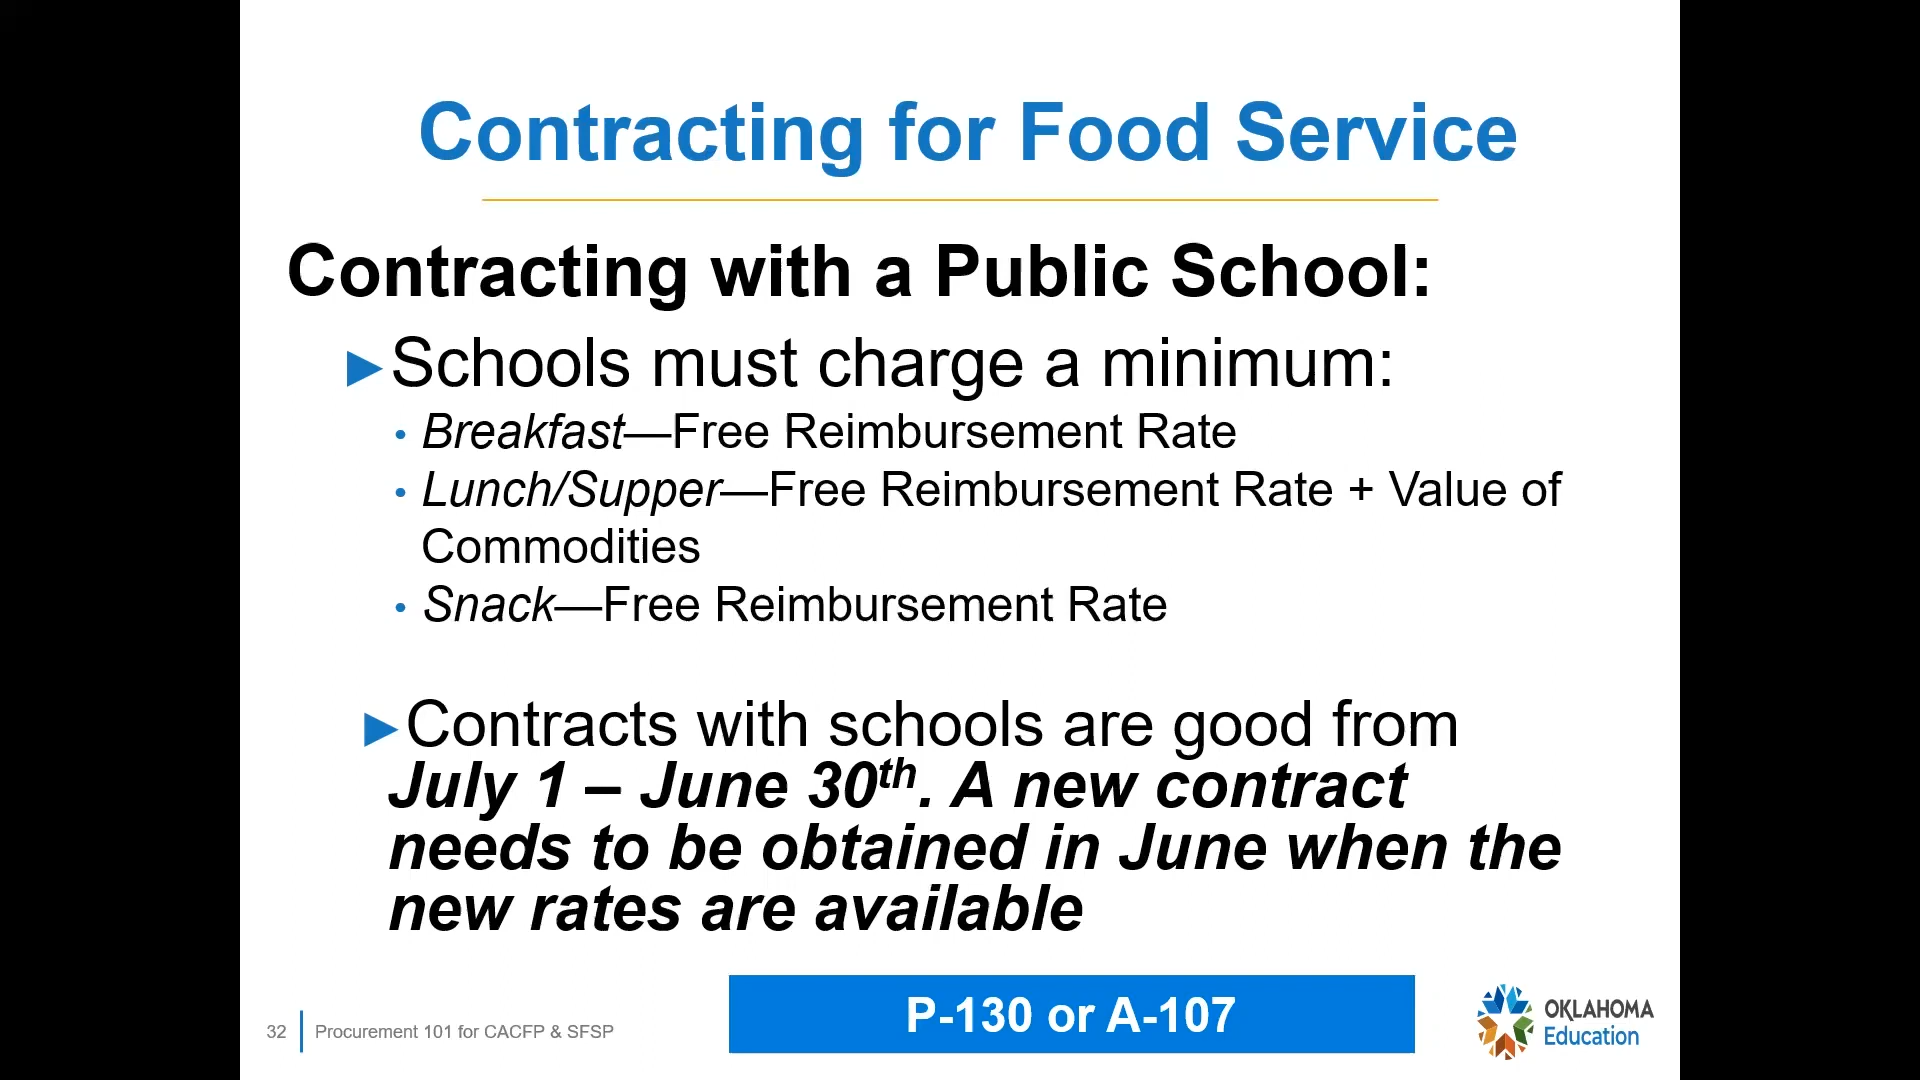 Contracting for Food Service
Contracting with a Public School:
►Schools must charge a minimum:
• Breakfast—Free Reimbursement Rate
• Lunch/Supper—Free Reimbursement Rate + Value of
Commodities
• Snack—Free Reimbursement Rate
►Contracts with schools are good from
July 1 – June 30th. A new contract
needs to be obtained in June when the
new rates are available
P-130 or A-107
32 Procurement 101 for CACFP & SFSP
OKLAHOMA
Education